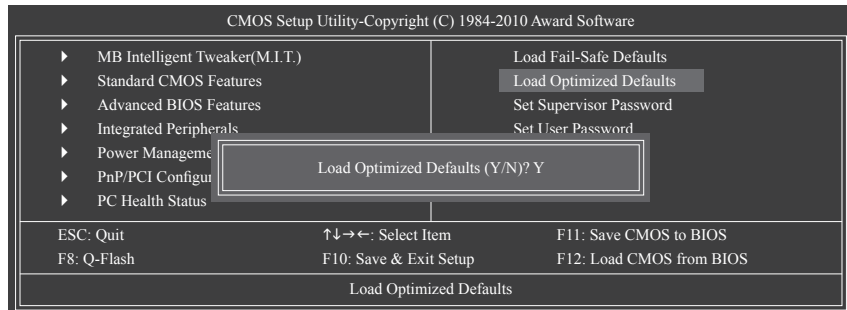 CMOS Setup Utility-Copyright (C) 1984-2010 Award Software
MB Intelligent Tweaker(M.I.T.)
Standard CMOS Features
Advanced BIOS Features
Integrated Peripherals
Power Manageme
PnP/PCI Configur
PC Health Status
Load Fail-Safe Defaults
Load Optimized Defaults
Set Supervisor Password
Set User Password
Load Optimized Defaults (Y/N)? Y
ESC: Quit
↑↓→←: Select Item
F11: Save CMOS to BIOS
F8: Q-Flash
F10: Save & Exit Setup
F12: Load CMOS from BIOS
Load Optimized Defaults